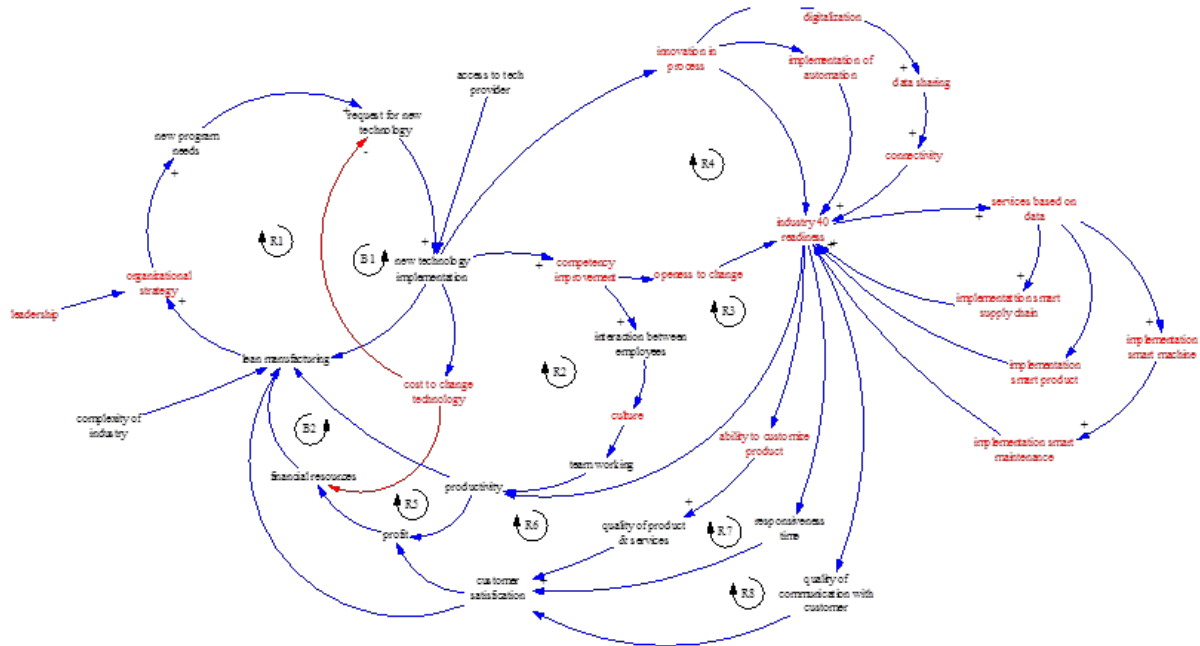 digitalization
innovation in
process
implementation of
automation
access to tech
provider
+
data sharing
+
request for new
technology
-
new program
needs
+
+
connectivity
R4
+
services based on
data
+
industry 40
readiness
+
R1
B1
+
new technology
implementation
+
competency
improvement
openess to change
organizational
strategy
+
leadership
+
implementation smart
supply chain
R3
+
interaction between
employees
+
implementation
smart machine
lean manufacturing
R2
implementation
smart product
cost to change
technology
complexity of
industry
culture
B2
ability to customize
product
+
implementation smart
maintenance
team working
financial resources
productivity
R5
+
R6
quality of product
& services
R7
responsiveness
time
profit
customer
satisfaction
+
R8
quality of
communication with
customer